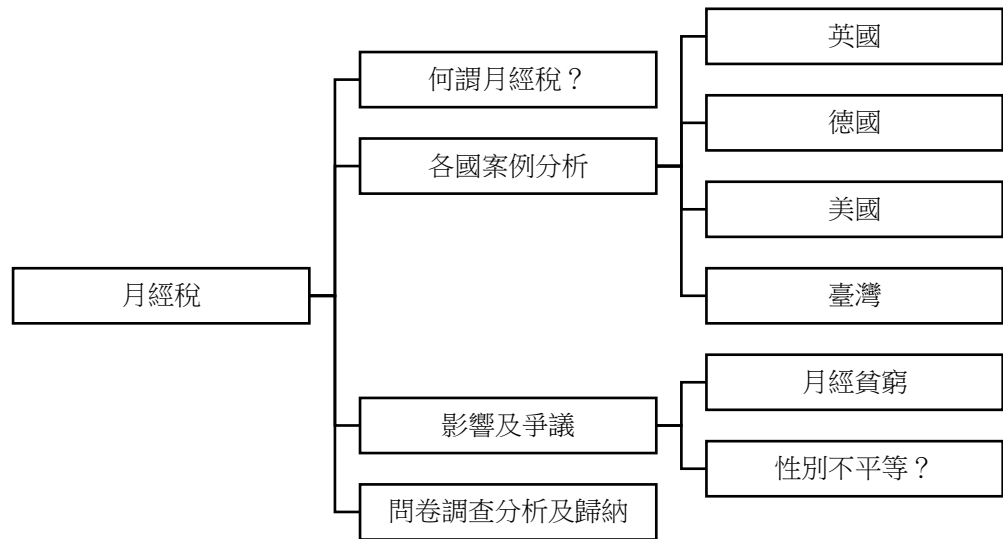 月經稅
何謂月經稅？
各國案例分析
英國
德國
美國
臺灣
影響及爭議
月經貧窮
性別不平等？
問卷調查分析及歸納